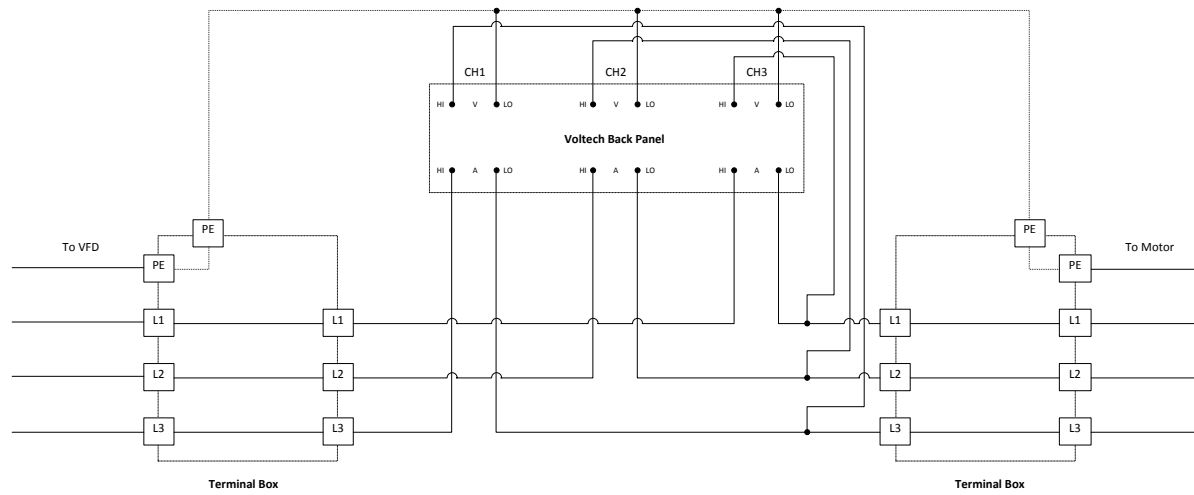 CH1
CH2
CH3
HI V LO
HI V LO
HI V LO
Voltech Back Panel
HI A LO
HI A LO
HI A LO
To VFD
PE
PE
L1
L1
L2
L2
L3
L3
Terminal Box
PE
To Motor
PE
L1
L1
L2
L2
L3
L3
Terminal Box